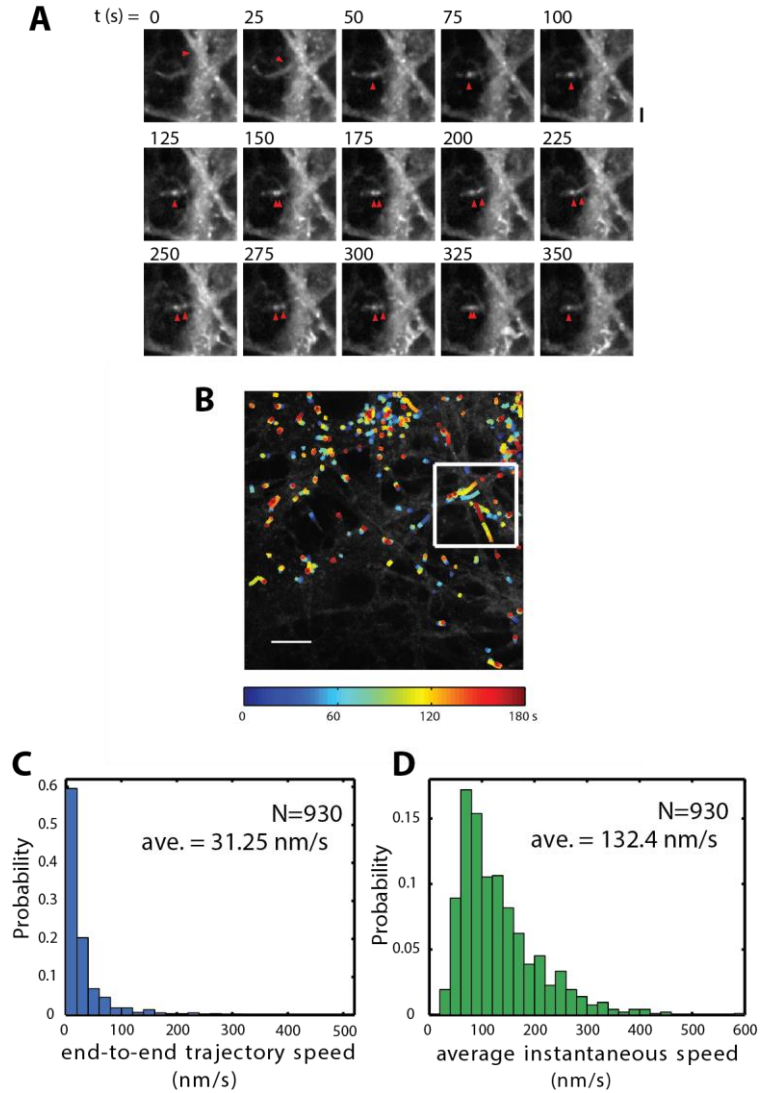 A
t (s) = 0 25 50 75 100
125 150 175 200 225
250 275 300 325 350
B
0 60 120 180 s
C
0.6
0.5
0.4
0.3
0.2
0.1
0
Probability
N=930
ave. = 31.25 nm/s
0 100 200 300 400 500
end-to-end trajectory speed
(nm/s)
D
0.15
0.1
0.05
0
Probability
N=930
ave. = 132.4 nm/s
0 100 200 300 400 500 600
average instantaneous speed
(nm/s)